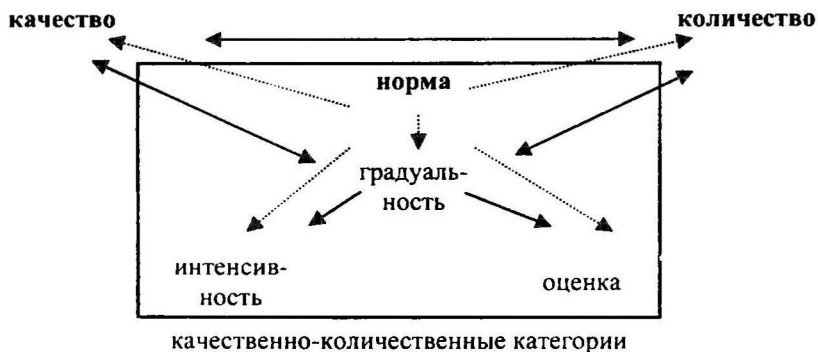 качество количество
норма
градуаль-
ность
интенсив-
ность
оценка
качественно-количественные категории